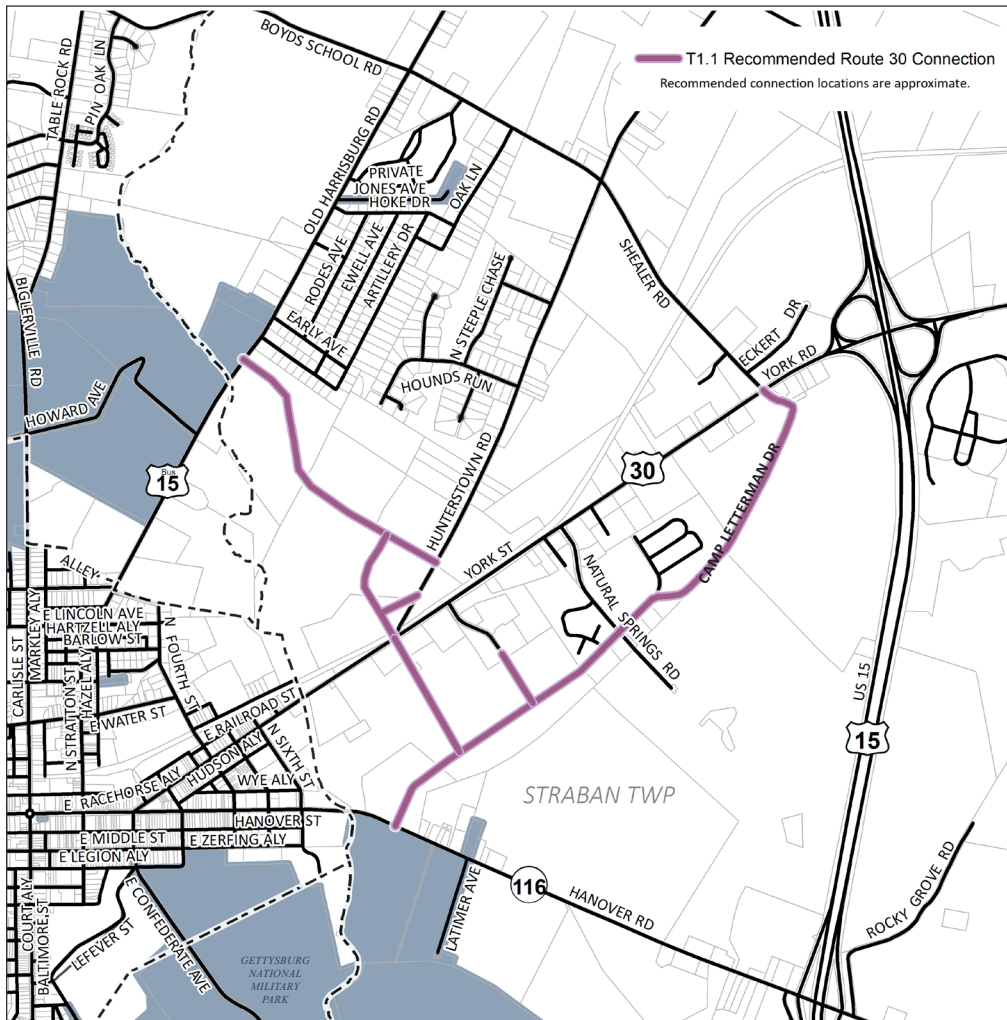 T1.1 Recommended Route 30 Connection
Recommended connection locations are approximate.
BOYDS SCHOOL RD
TABLE ROCK RD
PIN OAK LN
OLD HARRISBURG RD
PRIVATE
JONES AVE
HOKE DR
OAK LN
RODES AVE
EWELL AVE
ARTILLERY DR
EARLY AVE
N STEEPLE CHASE
HOUNDS RUN
SHEALER RD
ECKERT DR
YORK RD
BIGLERVILLE RD
HOWARD AVE
Bus
15
30
HUNTERSTOWN RD
YORK ST
NATURAL SPRINGS RD
CAMP LETTERMAN DR
US 15
15
ALLEY
E LINCOLN AVE
HARTZELL ALY
BARLOW ST
CARLISLE ST
MARKLEY ALY
N STRATTON ST
HAZEL ALY
N FOURTH ST
E WATER ST
E RAILROAD ST
HUDSON ALY
N SIXTH ST
E RACEHORSE ALY
WYE ALY
HANOVER ST
E MIDDLE ST
E ZERFING ALY
E LEGION ALY
STRABAN TWP
116
HANOVER RD
LATIMER AVE
ROCKY GROVE RD
COURT ALY
BALTIMORE ST
LEFEVER ST
E CONFEDERATE AVE
GETTYSBURG
NATIONAL
MILITARY
PARK